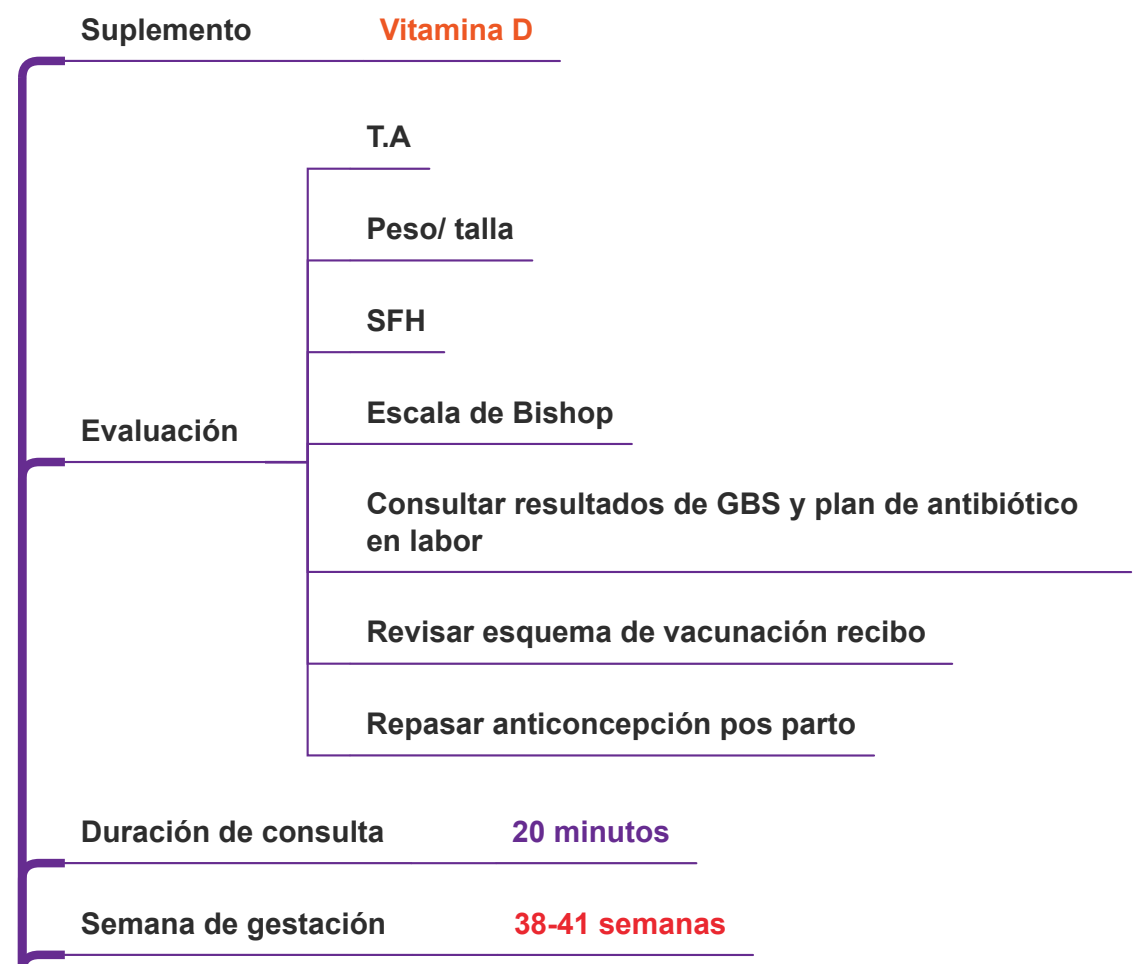 Suplemento Vitamina D
T.A
Peso/ talla
SFH
Escala de Bishop
Evaluación
Consultar resultados de GBS y plan de antibiótico
en labor
Revisar esquema de vacunación recibo
Repasar anticoncepción pos parto
Duración de consulta 20 minutos
Semana de gestación 38-41 semanas